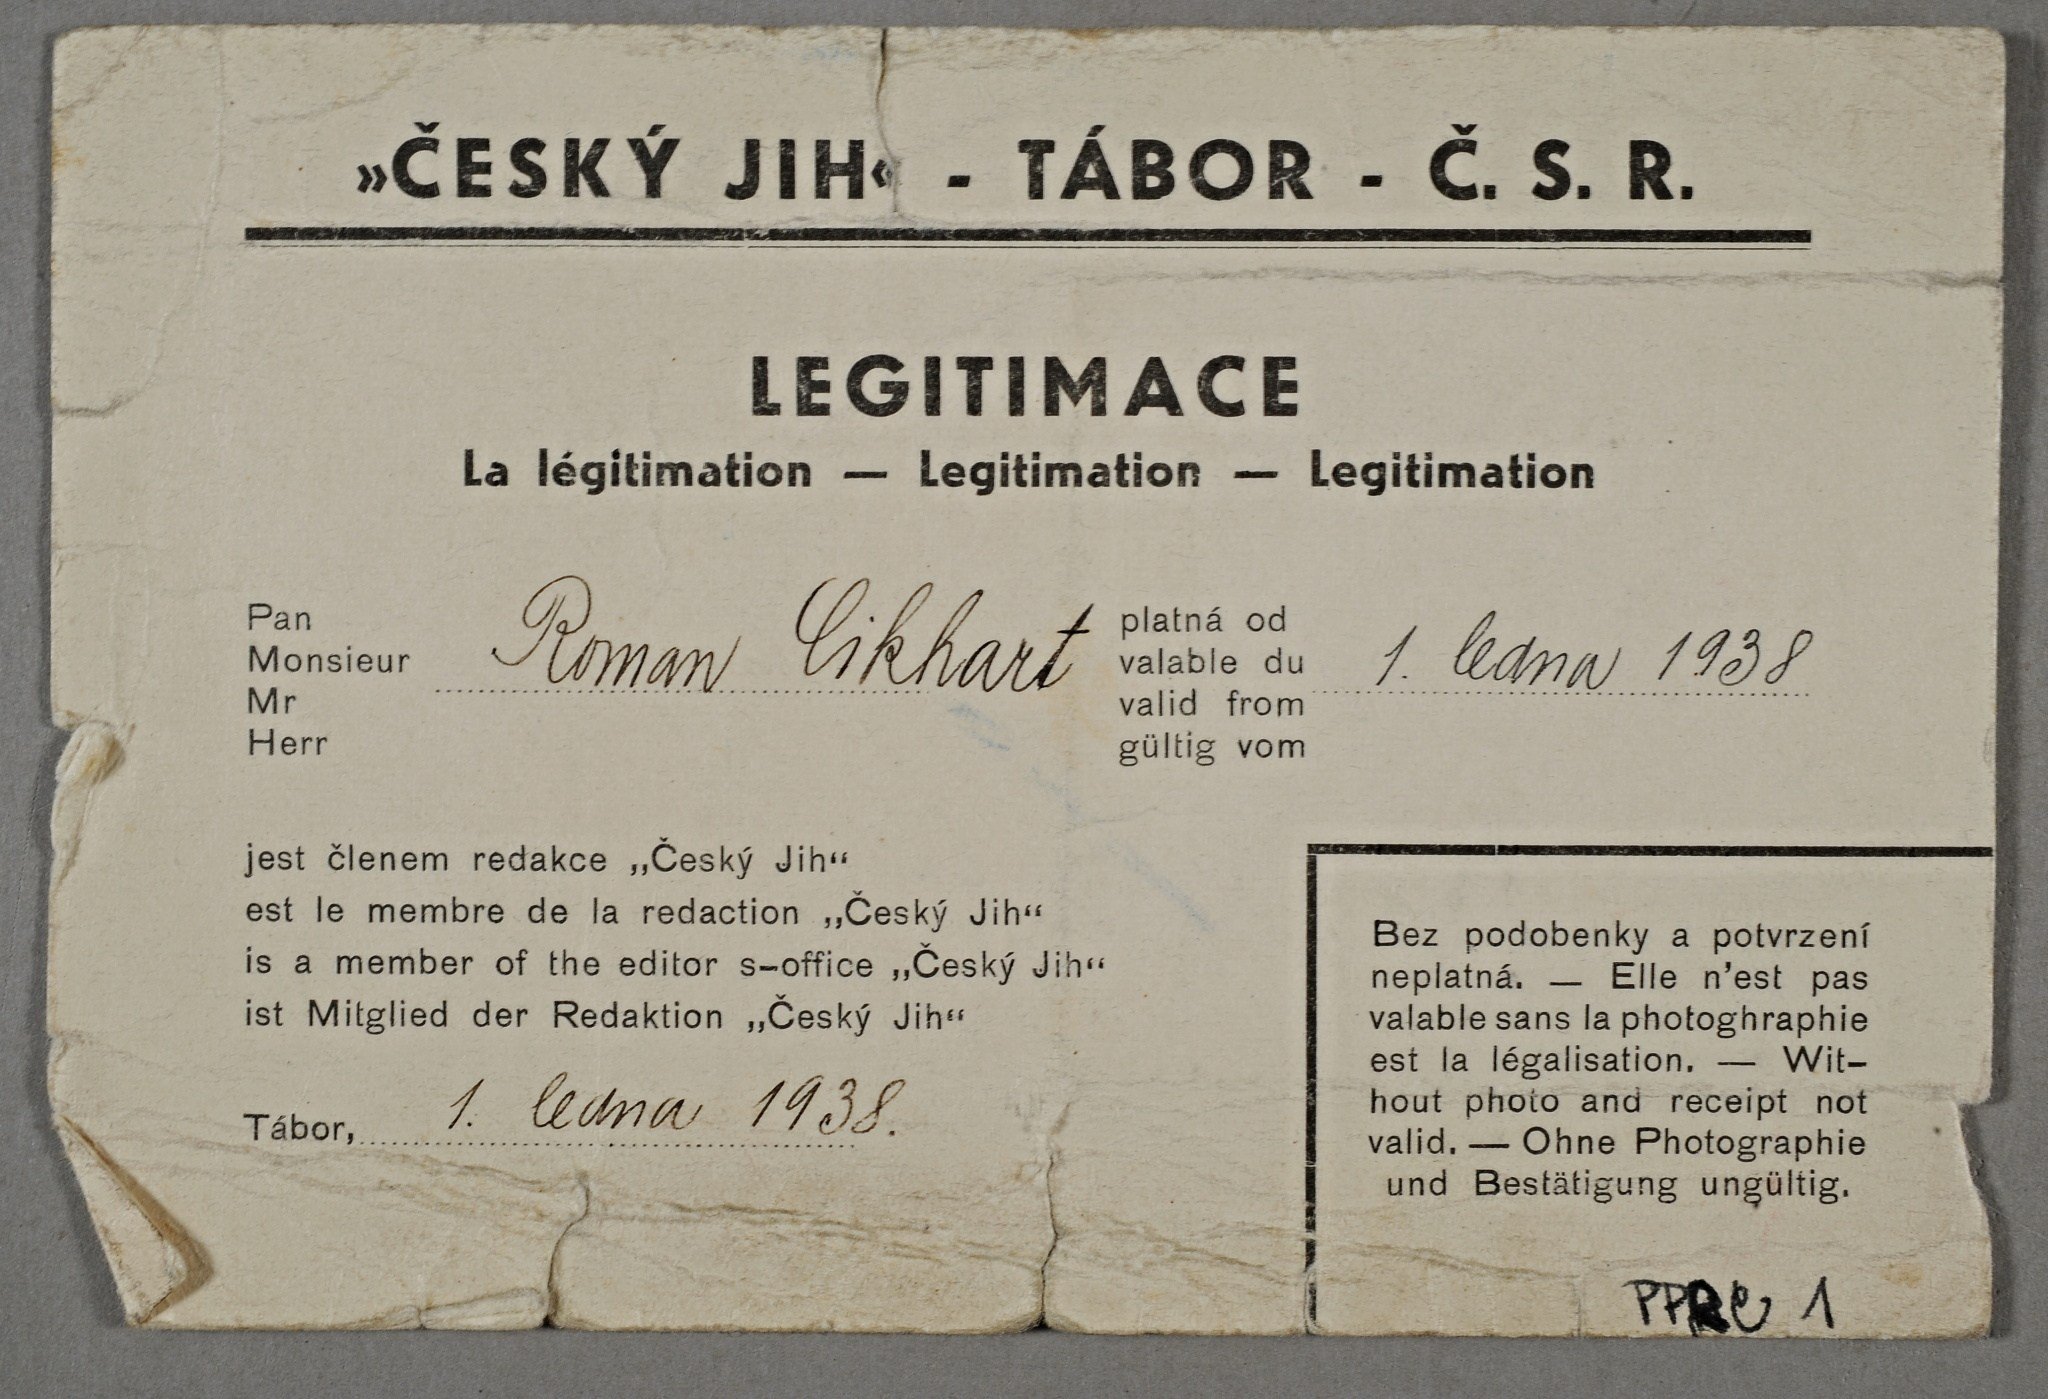 »ČESKÝ JIH« - TÁBOR - Č. S. R.
LEGITIMACE
La légitimation — Legitimation — Legitimation
Pan
Monsieur
Mr
Herr
Roman Cikhart
platná od
valable du
valid from
gültig vom
1. ledna 1938
jest členem redakce „Český Jih“
est le membre de la redaction „Český Jih“
is a member of the editor s-office „Český Jih“
ist Mitglied der Redaktion „Český Jih“
Tábor, 1. ledna 1938.
Bez podobenky a potvrzení
neplatná. — Elle n'est pas
valable sans la photoghraphie
est la légalisation. — Wit-
hout photo and receipt not
valid. — Ohne Photographie
und Bestätigung ungültig.
1